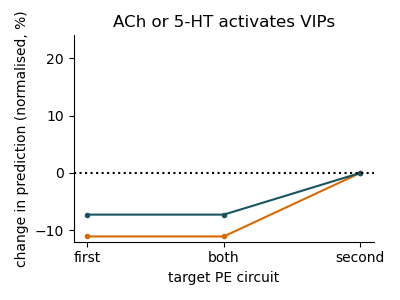 ACh or 5-HT activates VIPs
change in prediction (normalised, %)
20
10
0
−10
first
both
second
target PE circuit